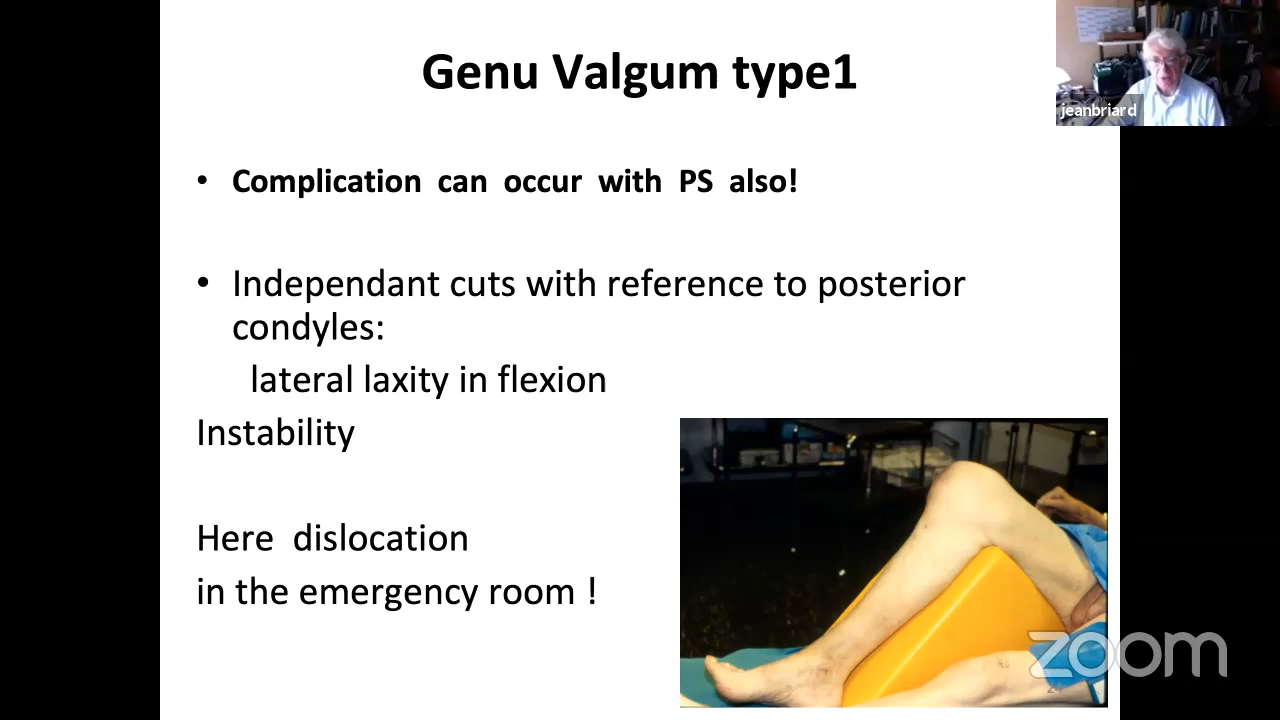 Genu Valgum type1
jeanbriard
• Complication can occur with PS also!
• Independant cuts with reference to posterior
condyles:
lateral laxity in flexion
Instability
Here dislocation
in the emergency room !
zoom